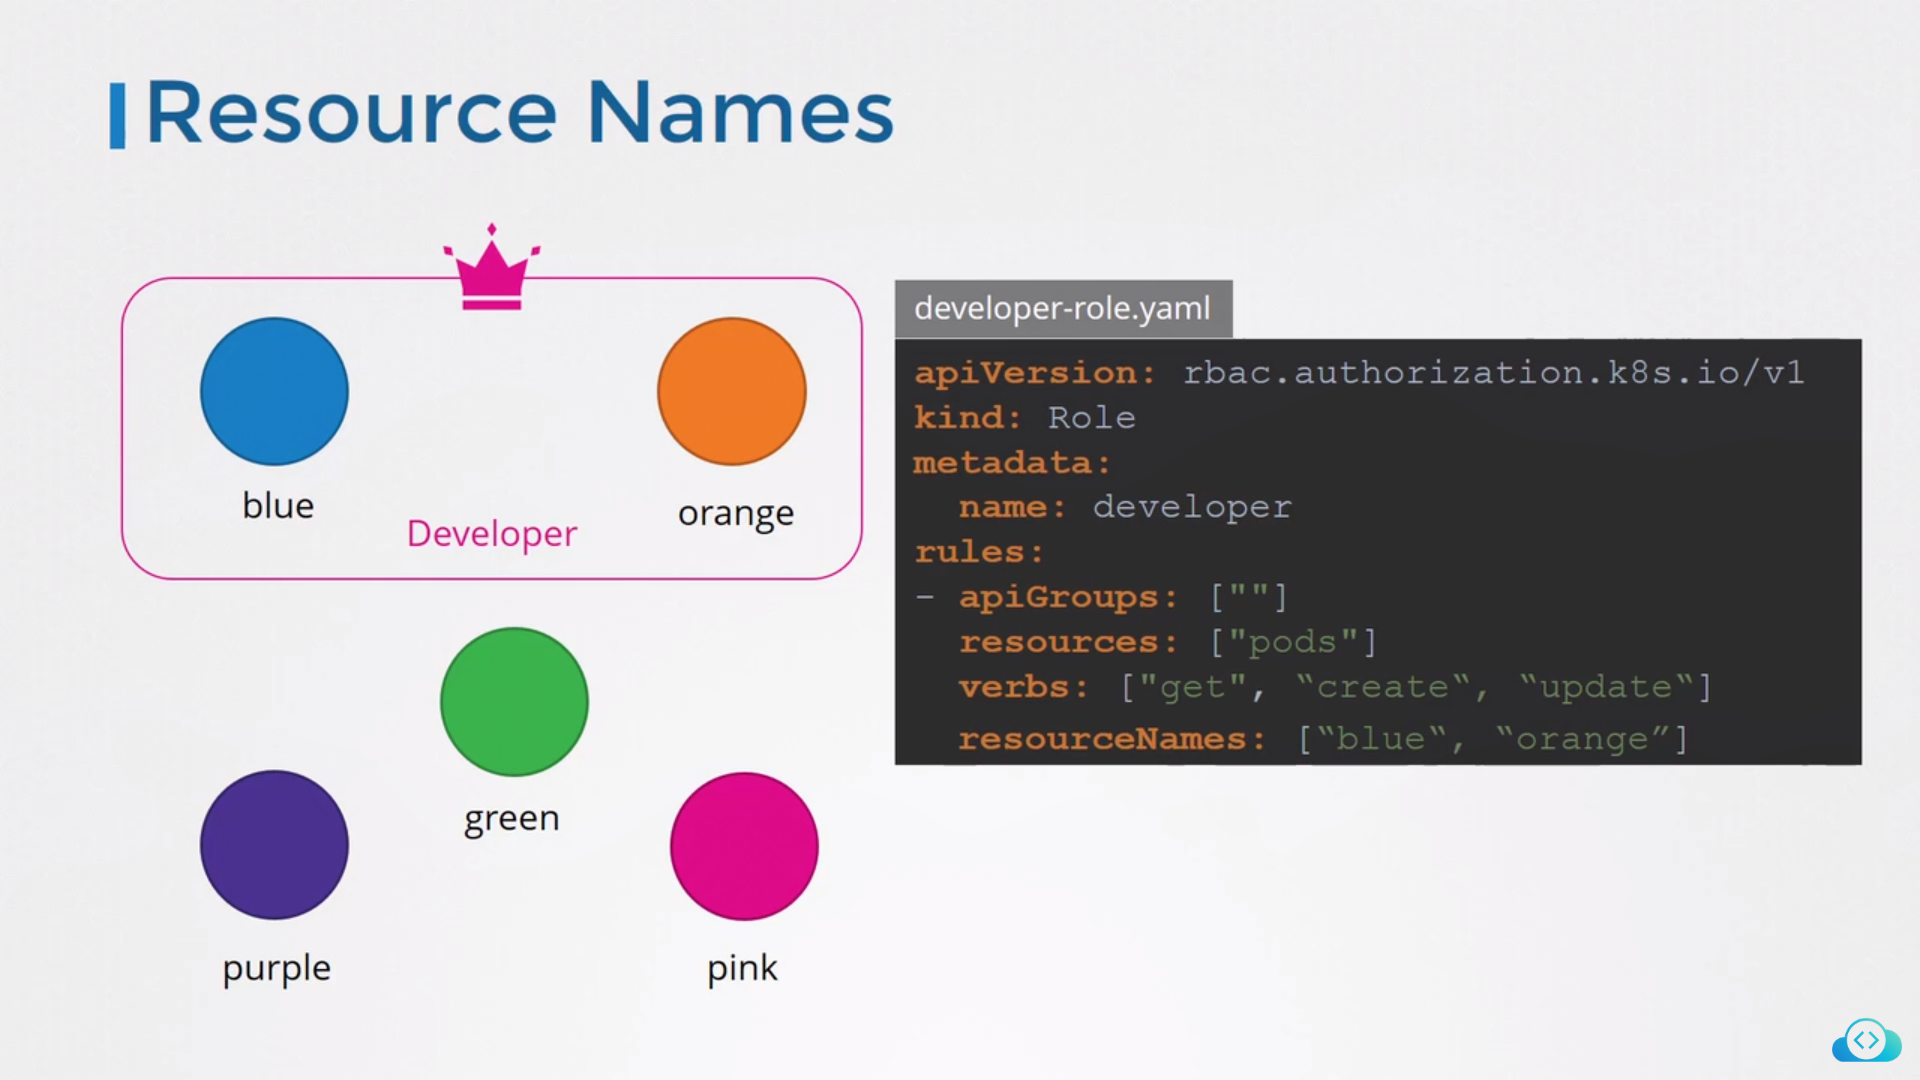 Resource Names
blue
orange
Developer
green
purple
pink
developer-role.yaml
apiVersion: rbac.authorization.k8s.io/v1
kind: Role
metadata:
  name: developer
rules:
- apiGroups: [""]
  resources: ["pods"]
  verbs: ["get", “create“, “update“]
  resourceNames: [“blue“, “orange”]